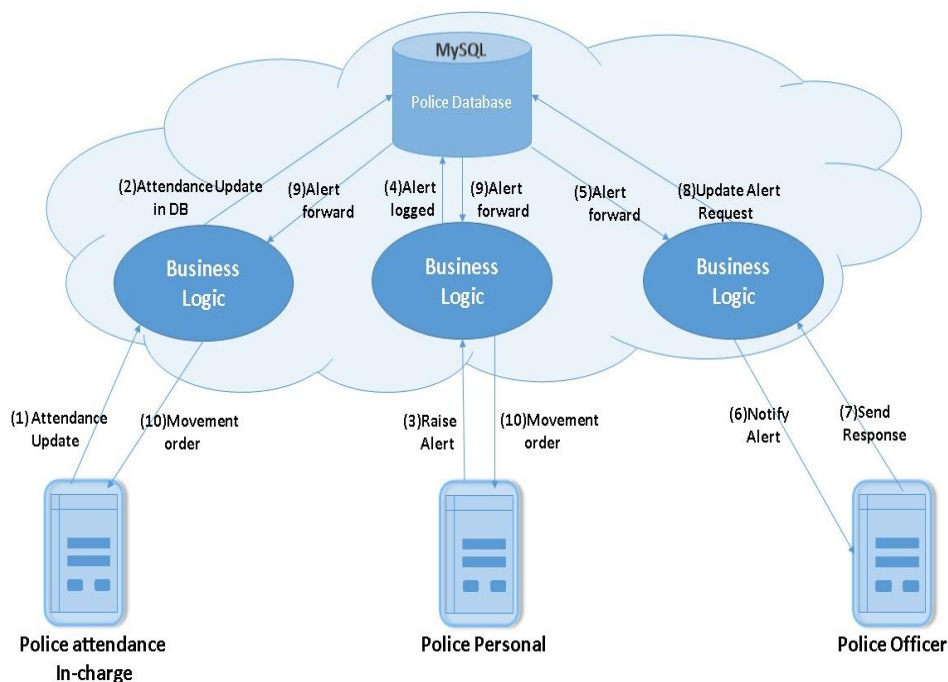 MySQL
Police Database
(2)Attendance Update
in DB
(9)Alert
forward
(4)Alert
logged
(9)Alert
forward
(5)Alert
forward
(8)Update Alert
Request
Business
Logic
Business
Logic
Business
Logic
(1) Attendance
Update
(10)Movement
order
(3)Raise
Alert
(10)Movement
order
(6)Notify
Alert
(7)Send
Response
Police attendance
In-charge
Police Personal
Police Officer